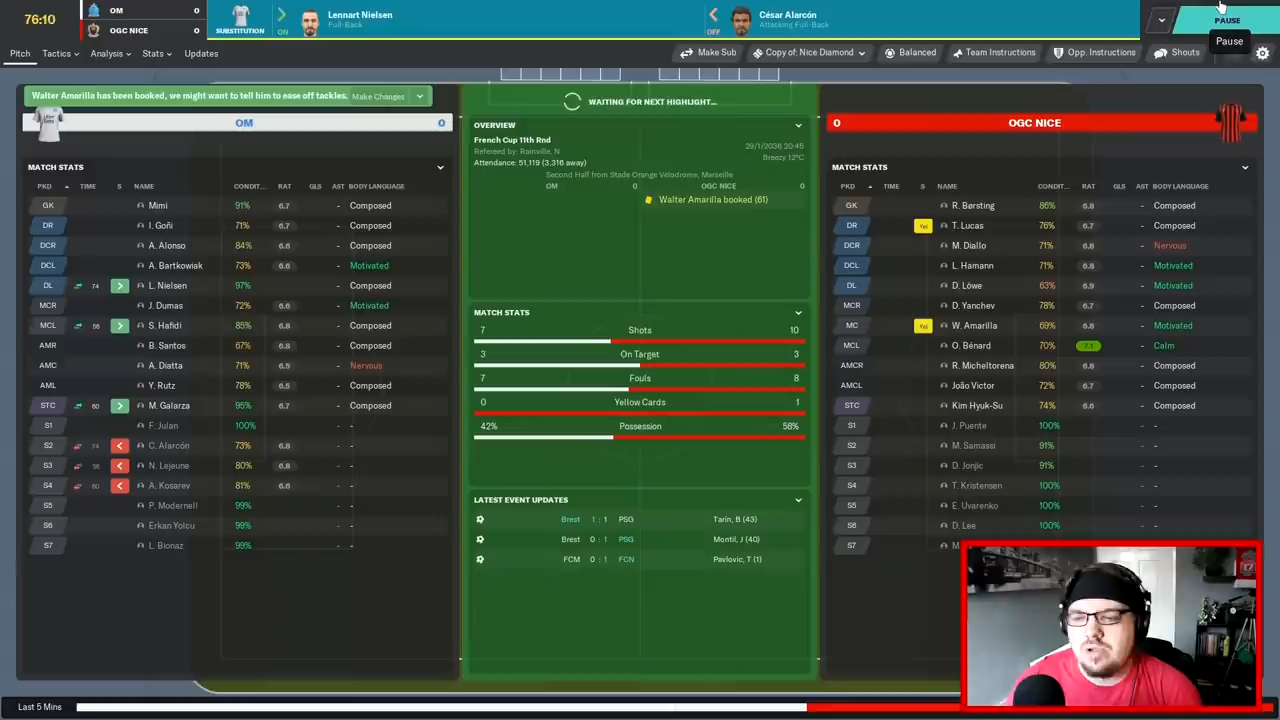 76:10
OM 0
OGC NICE 0
SUBSTITUTION
ON
Lennart Nielsen
Full-Back
OFF
César Alarcón
Attacking Full-Back
PAUSE
Pause
Pitch Tactics Analysis Stats Updates
Make Sub Copy of: Nice Diamond Balanced Team Instructions Opp. Instructions Shouts
Walter Amarilla has been booked, we might want to tell him to ease off tackles. Make Changes
OM 0
MATCH STATS
PKD TIME S NAME CONDIT... RAT GLS AST BODY LANGUAGE
GK Mimi 91% 6.7 - Composed
DR I. Goñi 71% 6.7 - Composed
DCR A. Alonso 84% 6.6 - Composed
DCL A. Bartkowiak 73% 6.6 - Motivated
DL 74 L. Nielsen 97% - Composed
MCR J. Dumas 72% 6.6 - Motivated
MCL 56 S. Hafidi 85% 6.8 - Composed
AMR B. Santos 67% 6.8 - Composed
AMC A. Diatta 71% 6.5 - Nervous
AML Y. Rutz 78% 6.5 - Composed
STC 60 M. Galarza 95% 6.7 - Composed
S1 F. Julan 100% - -
S2 74 C. Alarcón 73% 6.8 - -
S3 56 N. Lejeune 80% 6.8 - -
S4 60 A. Kosarev 81% 6.6 - -
S5 P. Modernell 99% - -
S6 Erkan Yolcu 99% - -
S7 L. Bionaz 99% - -
WAITING FOR NEXT HIGHLIGHT...
OVERVIEW
French Cup 11th Rnd
Refereed by: Rainville, N
29/1/2036 20:45
Attendance: 51,119 (3,316 away)
Breezy 12°C
Second Half from Stade Orange Vélodrome, Marseille
OM 0 OGC NICE 0
Walter Amarilla booked (61)
MATCH STATS
7 Shots 10
3 On Target 3
7 Fouls 8
0 Yellow Cards 1
42% Possession 58%
LATEST EVENT UPDATES
Brest 1 : 1 PSG Tarín, B (43)
Brest 0 : 1 PSG Montil, J (40)
FCM 0 : 1 FCN Pavlovic, T (1)
0 OGC NICE
MATCH STATS
PKD TIME S NAME CONDIT... RAT GLS AST BODY LANGUAGE
GK R. Børsting 86% 6.8 - Composed
DR T. Lucas 76% 6.7 - Composed
DCR M. Diallo 71% 6.8 - Nervous
DCL L. Hamann 71% 6.8 - Motivated
DL D. Löwe 63% 6.9 - Motivated
MCR D. Yanchev 78% 6.7 - Composed
MC W. Amarilla 69% 6.8 - Motivated
MCL O. Bénard 70% 7.1 - Calm
AMCR R. Micheltorena 80% 6.8 - Composed
AMCL João Victor 72% 6.7 - Composed
STC Kim Hyuk-Su 74% 6.6 - Composed
S1 J. Puente 100% - -
S2 M. Samassi 91% - -
S3 D. Jonjic 91% - -
S4 T. Kristensen 100% - -
S5 E. Uvarenko 100% - -
S6 D. Lee 100% - -
S7
Last 5 Mins